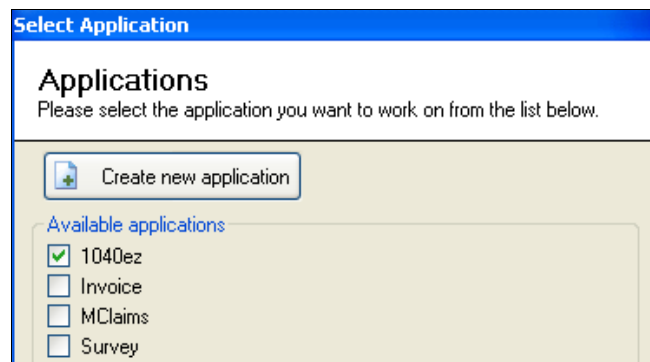 Select Application
Applications
Please select the application you want to work on from the list below.
Create new application
Available applications
1040ez
Invoice
MClaims
Survey